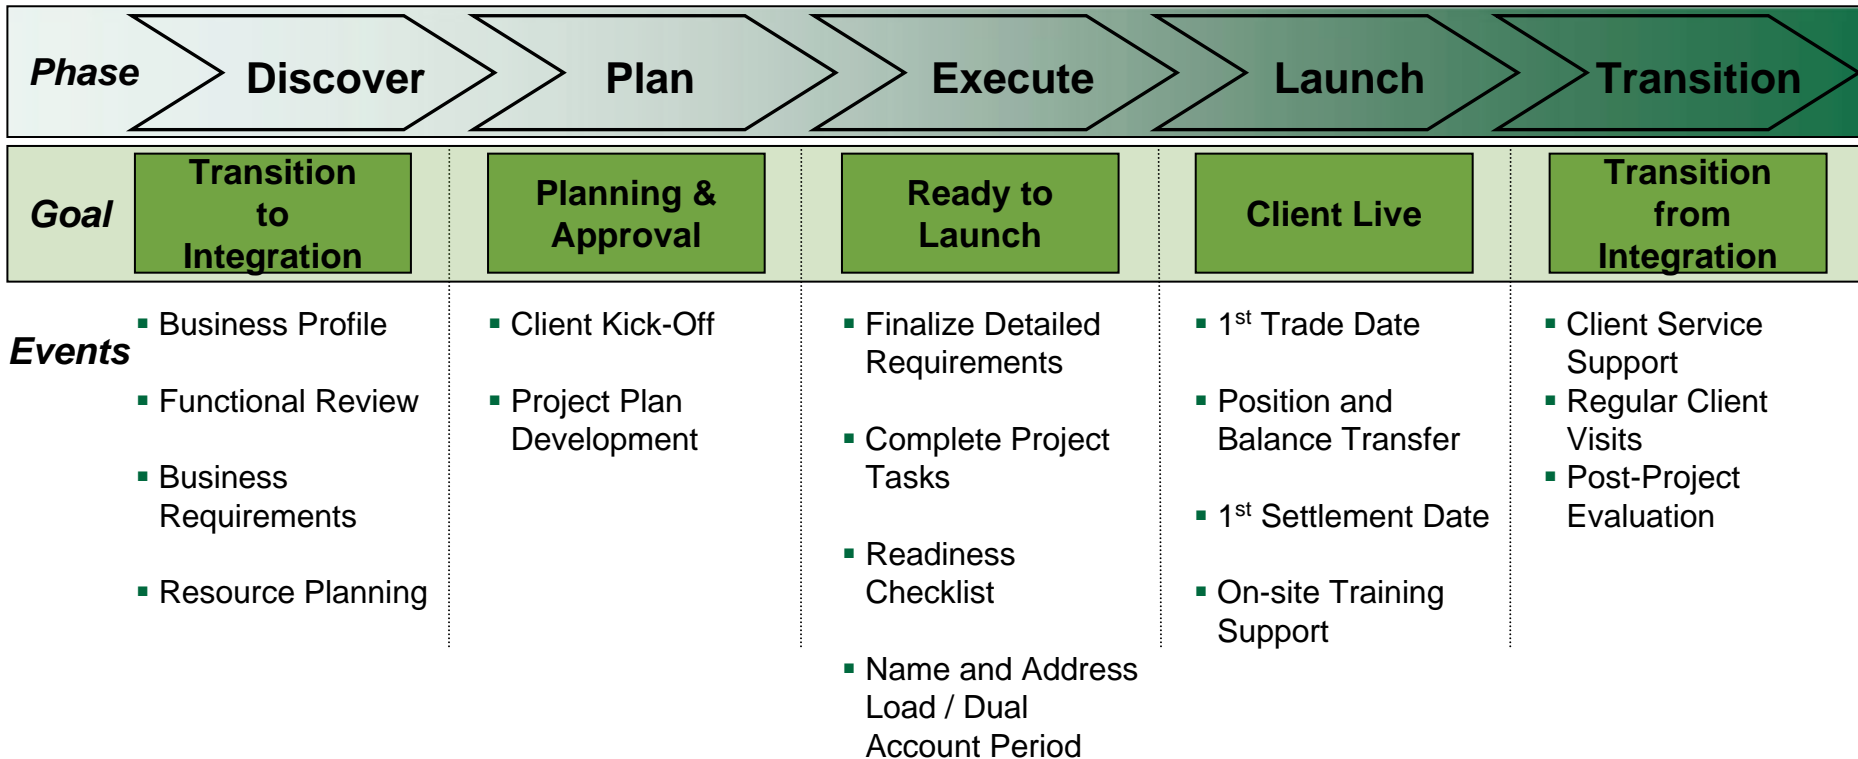 Phase
Discover
Plan
Execute
Launch
Transition
Goal
Transition
to
Integration
Planning &
Approval
Ready to
Launch
Client Live
Transition
from
Integration
Events
▪ Business Profile
▪ Functional Review
▪ Business
Requirements
▪ Resource Planning
▪ Client Kick-Off
▪ Project Plan
Development
▪ Finalize Detailed
Requirements
▪ Complete Project
Tasks
▪ Readiness
Checklist
▪ Name and Address
Load / Dual
Account Period
▪ 1st Trade Date
▪ Position and
Balance Transfer
▪ 1st Settlement Date
▪ On-site Training
Support
▪ Client Service
Support
▪ Regular Client
Visits
▪ Post-Project
Evaluation